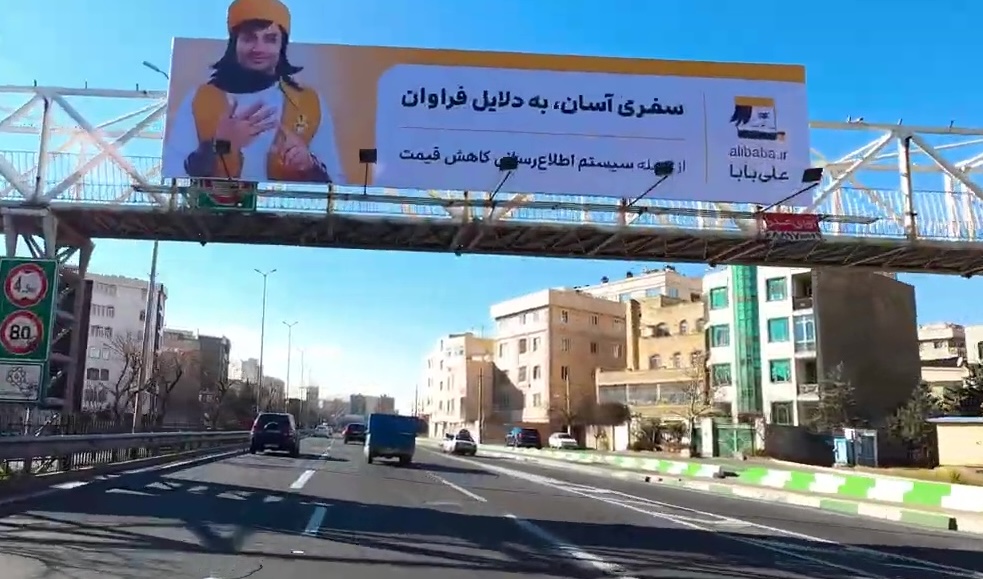 سفری آسان، به دلایل فراوان
از جمله سیستم اطلاع‌رسانی کاهش قیمت
alibaba.ir
علی‌بابا
80